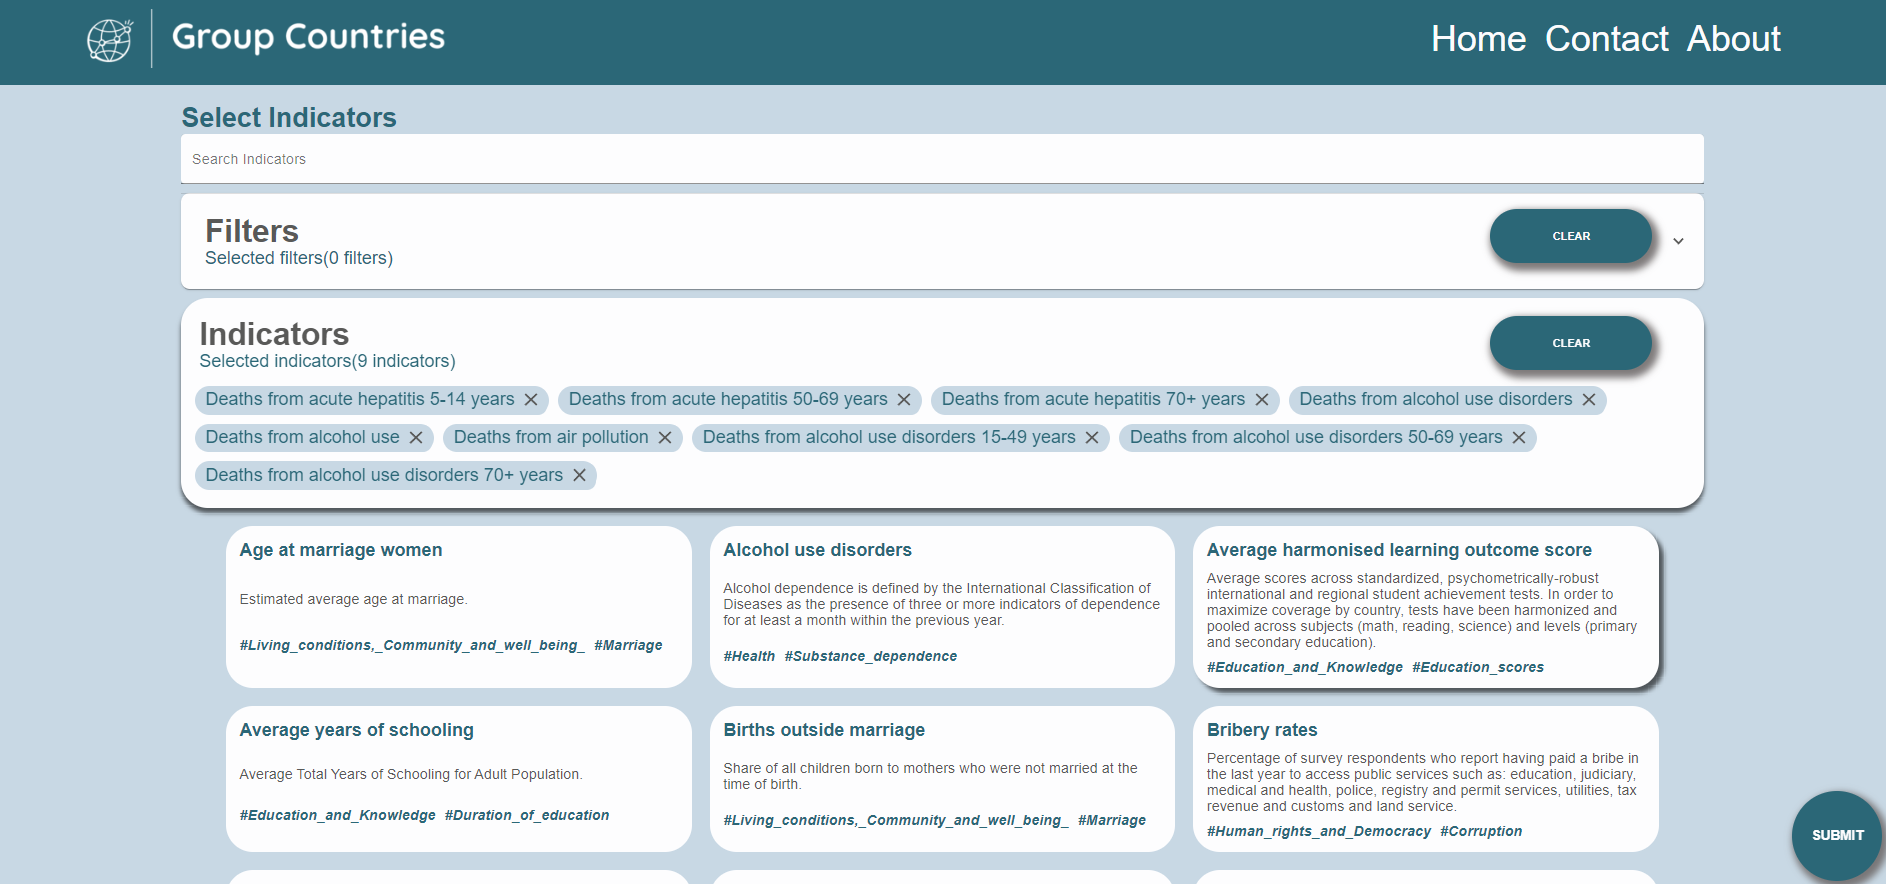 Group Countries
Home Contact About
Select Indicators
Search Indicators
Filters
Selected filters(0 filters)
CLEAR
Indicators
Selected indicators(9 indicators)
CLEAR
Deaths from acute hepatitis 5-14 years
Deaths from acute hepatitis 50-69 years
Deaths from acute hepatitis 70+ years
Deaths from alcohol use disorders
Deaths from alcohol use
Deaths from air pollution
Deaths from alcohol use disorders 15-49 years
Deaths from alcohol use disorders 50-69 years
Deaths from alcohol use disorders 70+ years
Age at marriage women
Estimated average age at marriage.
#Living_conditions,_Community_and_well_being_ #Marriage
Alcohol use disorders
Alcohol dependence is defined by the International Classification of
Diseases as the presence of three or more indicators of dependence
for at least a month within the previous year.
#Health #Substance_dependence
Average harmonised learning outcome score
Average scores across standardized, psychometrically-robust
international and regional student achievement tests. In order to
maximize coverage by country, tests have been harmonized and
pooled across subjects (math, reading, science) and levels (primary
and secondary education).
#Education_and_Knowledge #Education_scores
Average years of schooling
Average Total Years of Schooling for Adult Population.
#Education_and_Knowledge #Duration_of_education
Births outside marriage
Share of all children born to mothers who were not married at the
time of birth.
#Living_conditions,_Community_and_well_being_ #Marriage
Bribery rates
Percentage of survey respondents who report having paid a bribe in
the last year to access public services such as: education, judiciary,
medical and health, police, registry and permit services, utilities, tax
revenue and customs and land service.
#Human_rights_and_Democracy #Corruption
SUBMIT